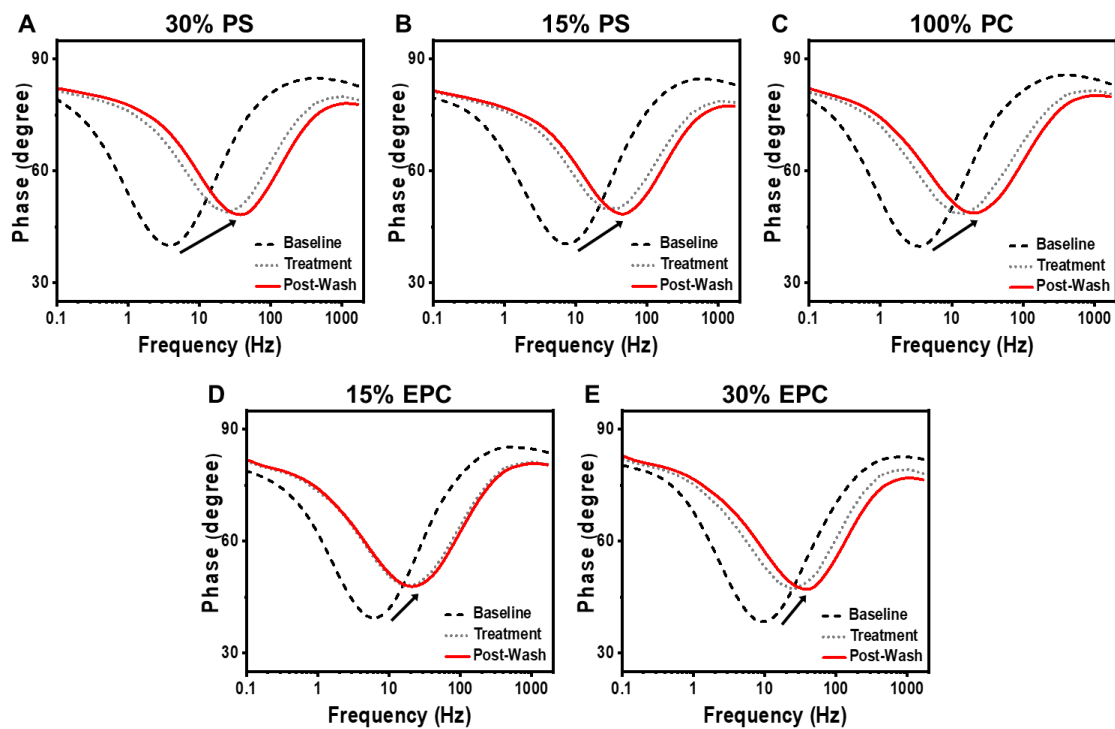 A
30% PS
Phase (degree)
90
60
30
0.1
1
10
100
1000
Frequency (Hz)
Baseline
Treatment
Post-Wash
B
15% PS
Phase (degree)
90
60
30
0.1
1
10
100
1000
Frequency (Hz)
Baseline
Treatment
Post-Wash
C
100% PC
Phase (degree)
90
60
30
0.1
1
10
100
1000
Frequency (Hz)
Baseline
Treatment
Post-Wash
D
15% EPC
Phase (degree)
90
60
30
0.1
1
10
100
1000
Frequency (Hz)
Baseline
Treatment
Post-Wash
E
30% EPC
Phase (degree)
90
60
30
0.1
1
10
100
1000
Frequency (Hz)
Baseline
Treatment
Post-Wash